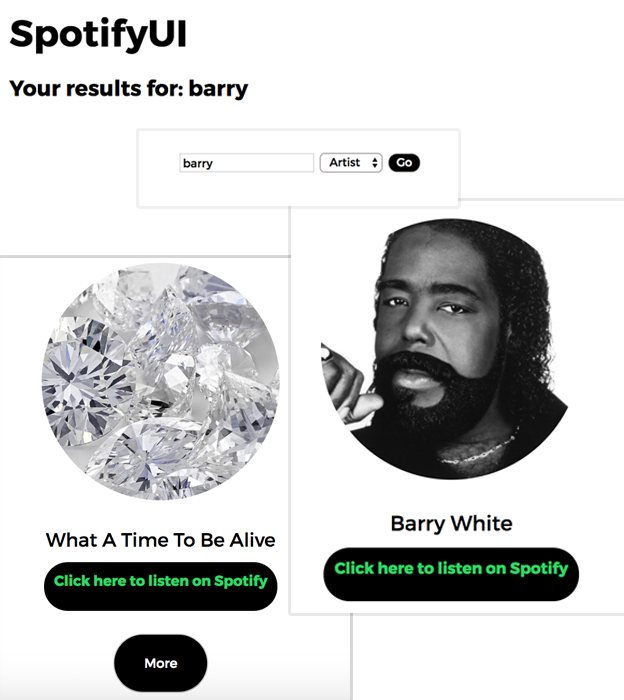 SpotifyUI
Your results for: barry
barry Artist Go
What A Time To Be Alive
Click here to listen on Spotify
More
Barry White
Click here to listen on Spotify